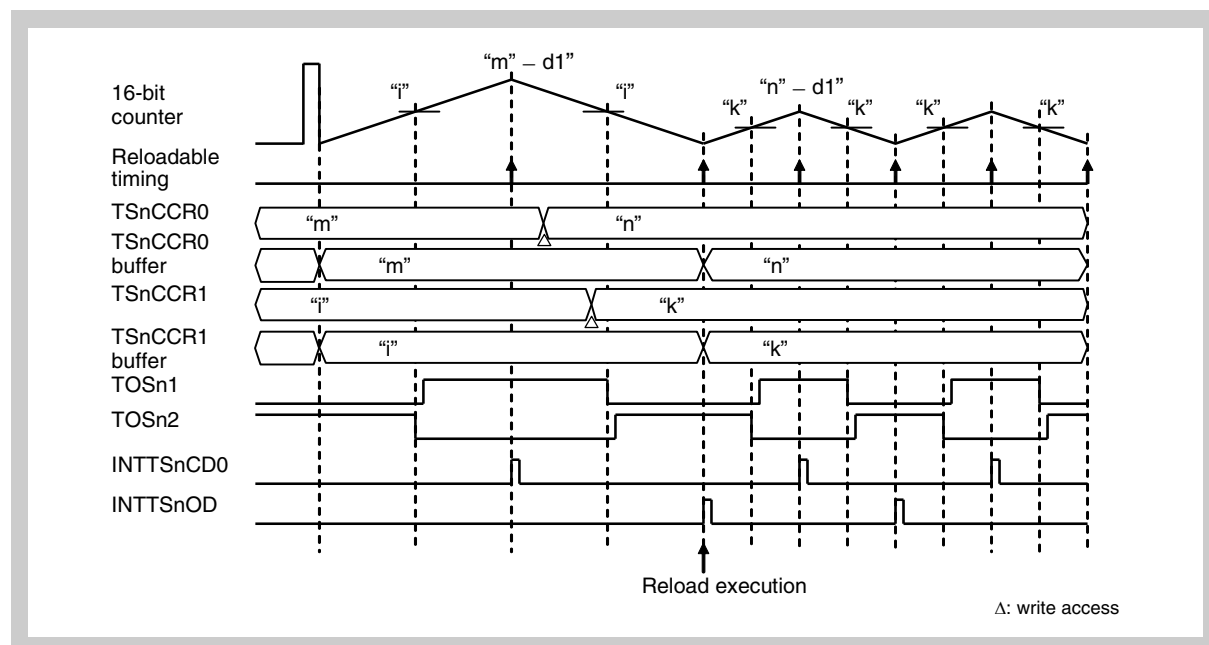 “m” – d1”
“i” “i” “n” – d1”
16-bit
counter
“k” “k” “k” “k”
Reloadable
timing
TSnCCR0
“m” “n”
TSnCCR0
buffer
“m” “n”
TSnCCR1
“i” “k”
TSnCCR1
buffer
“i” “k”
TOSn1
TOSn2
INTTSnCD0
INTTSnOD
Reload execution
Δ: write access